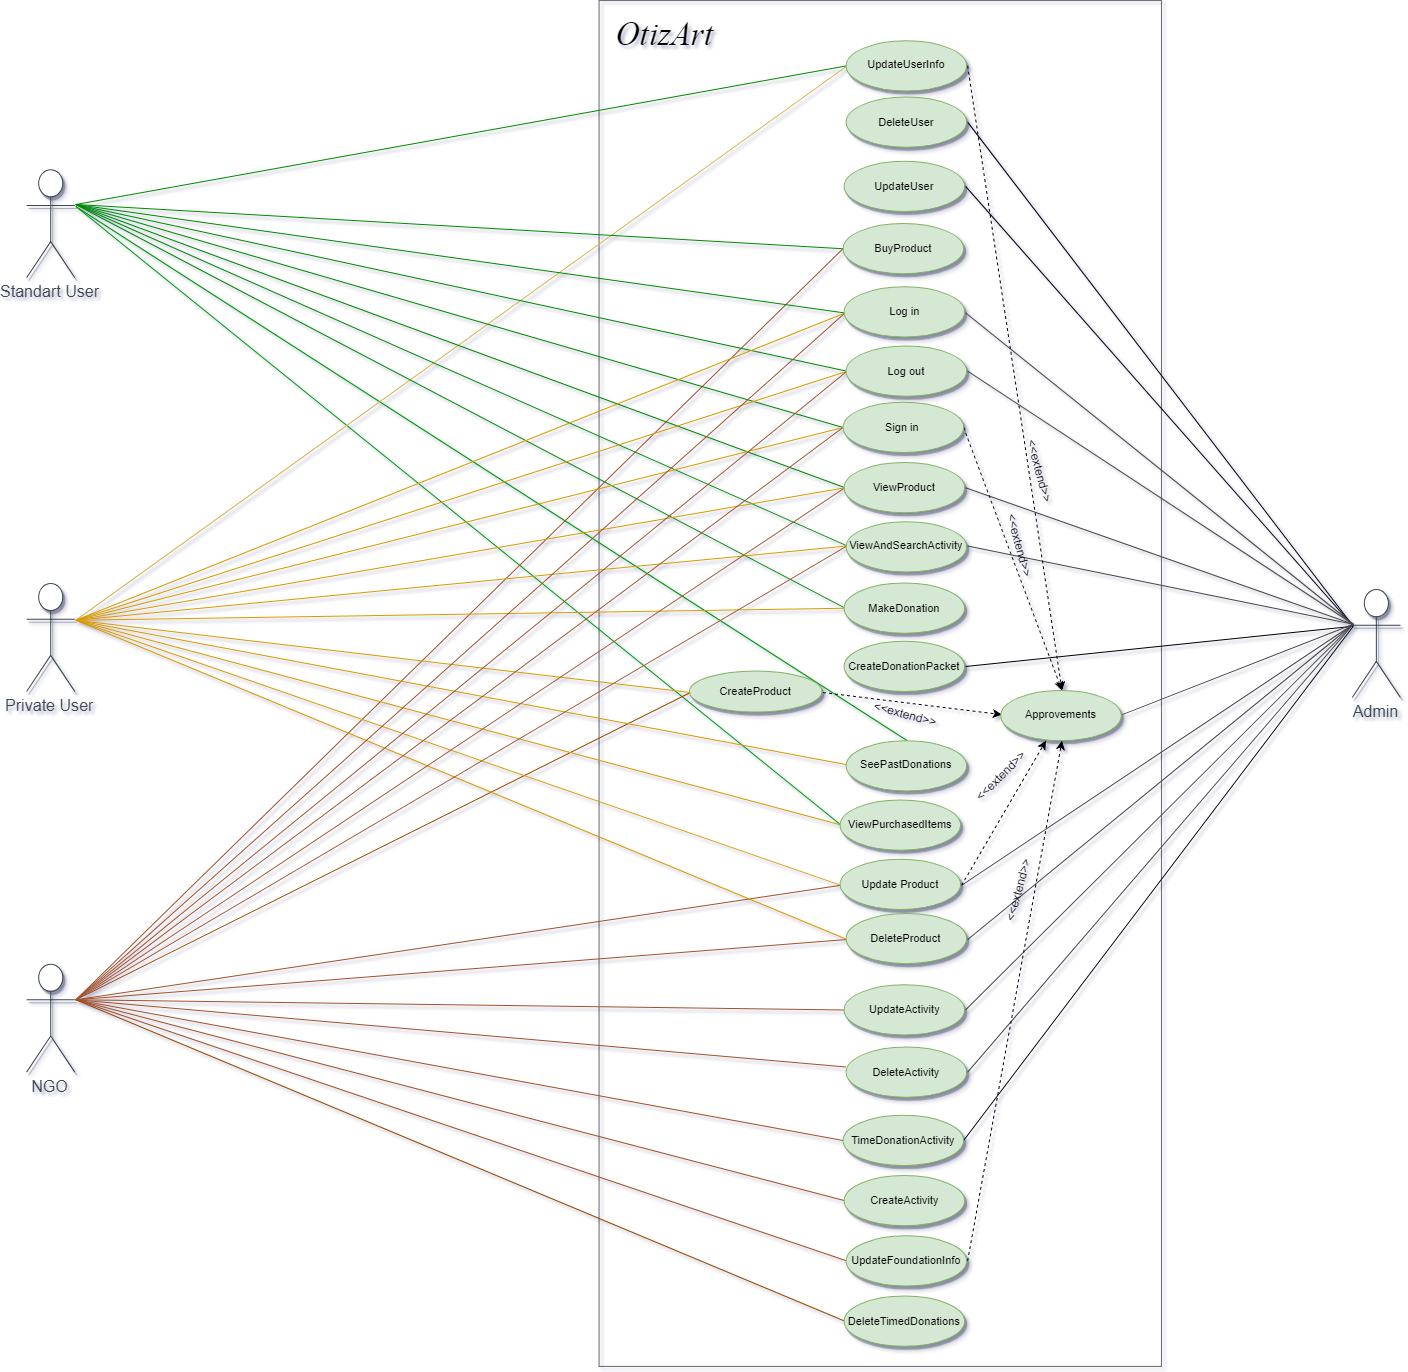 OtizArt
UpdateUserInfo
DeleteUser
UpdateUser
BuyProduct
Standart User
Log in
Log out
Sign in
<<extend>>
ViewProduct
<<extend>>
ViewAndSearchActivity
MakeDonation
CreateDonationPacket
CreateProduct
Private User
<<extend>>
Approvements
Admin
SeePastDonations
<<extend>>
ViewPurchasedItems
Update Product
<<extend>>
DeleteProduct
UpdateActivity
DeleteActivity
NGO
TimeDonationActivity
CreateActivity
UpdateFoundationInfo
DeleteTimedDonations